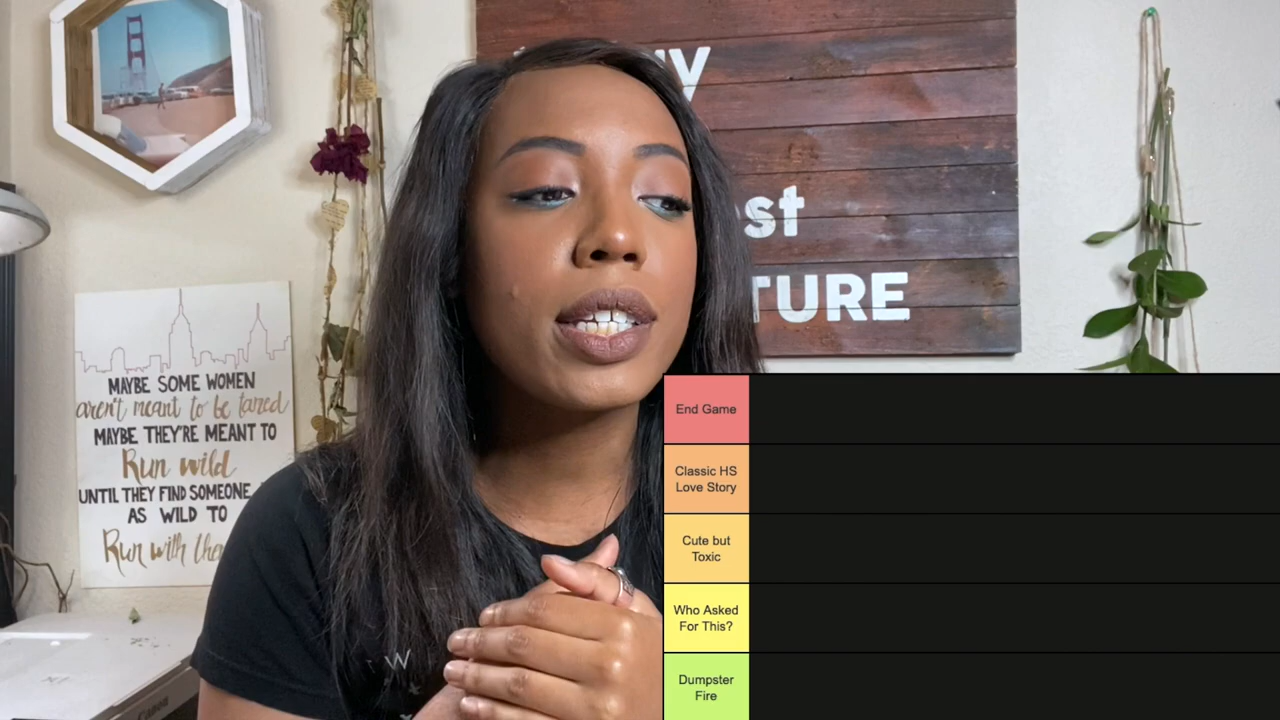 MAYBE SOME WOMEN
aren't meant to be tamed
MAYBE THEY'RE MEANT TO
Run wild
UNTIL THEY FIND SOMEONE
AS WILD TO
Run with
TURE
End Game
Classic HS
Love Story
Cute but
Toxic
Who Asked
For This?
Dumpster
Fire
W